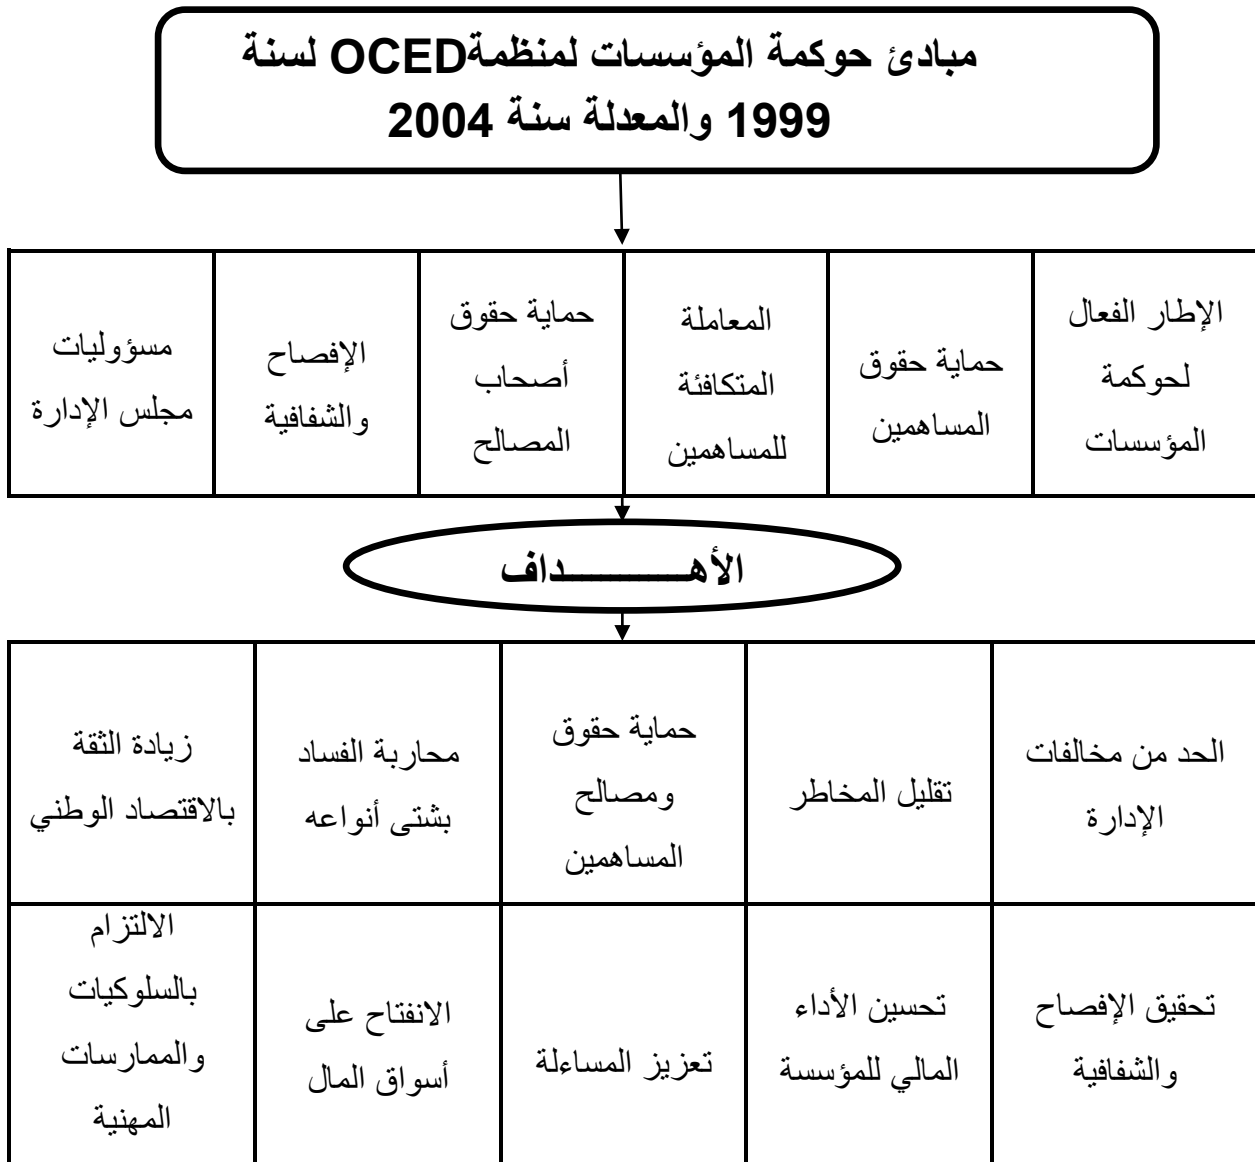 مبادئ حوكمة المؤسسات لمنظمةOCED لسنة
1999 والمعدلة سنة 2004
الإطار الفعال
لحوكمة
المؤسسات
حماية حقوق
المساهمين
المعاملة
المتكافئة
للمساهمين
حماية حقوق
أصحاب
المصالح
الإفصاح
والشفافية
مسؤوليات
مجلس الإدارة
الأهـــــــــــداف
الحد من مخالفات
الإدارة
تقليل المخاطر
حماية حقوق
ومصالح
المساهمين
محاربة الفساد
بشتى أنواعه
زيادة الثقة
بالاقتصاد الوطني
تحقيق الإفصاح
والشفافية
تحسين الأداء
المالي للمؤسسة
تعزيز المساءلة
الانفتاح على
أسواق المال
الالتزام
بالسلوكيات
والممارسات
المهنية